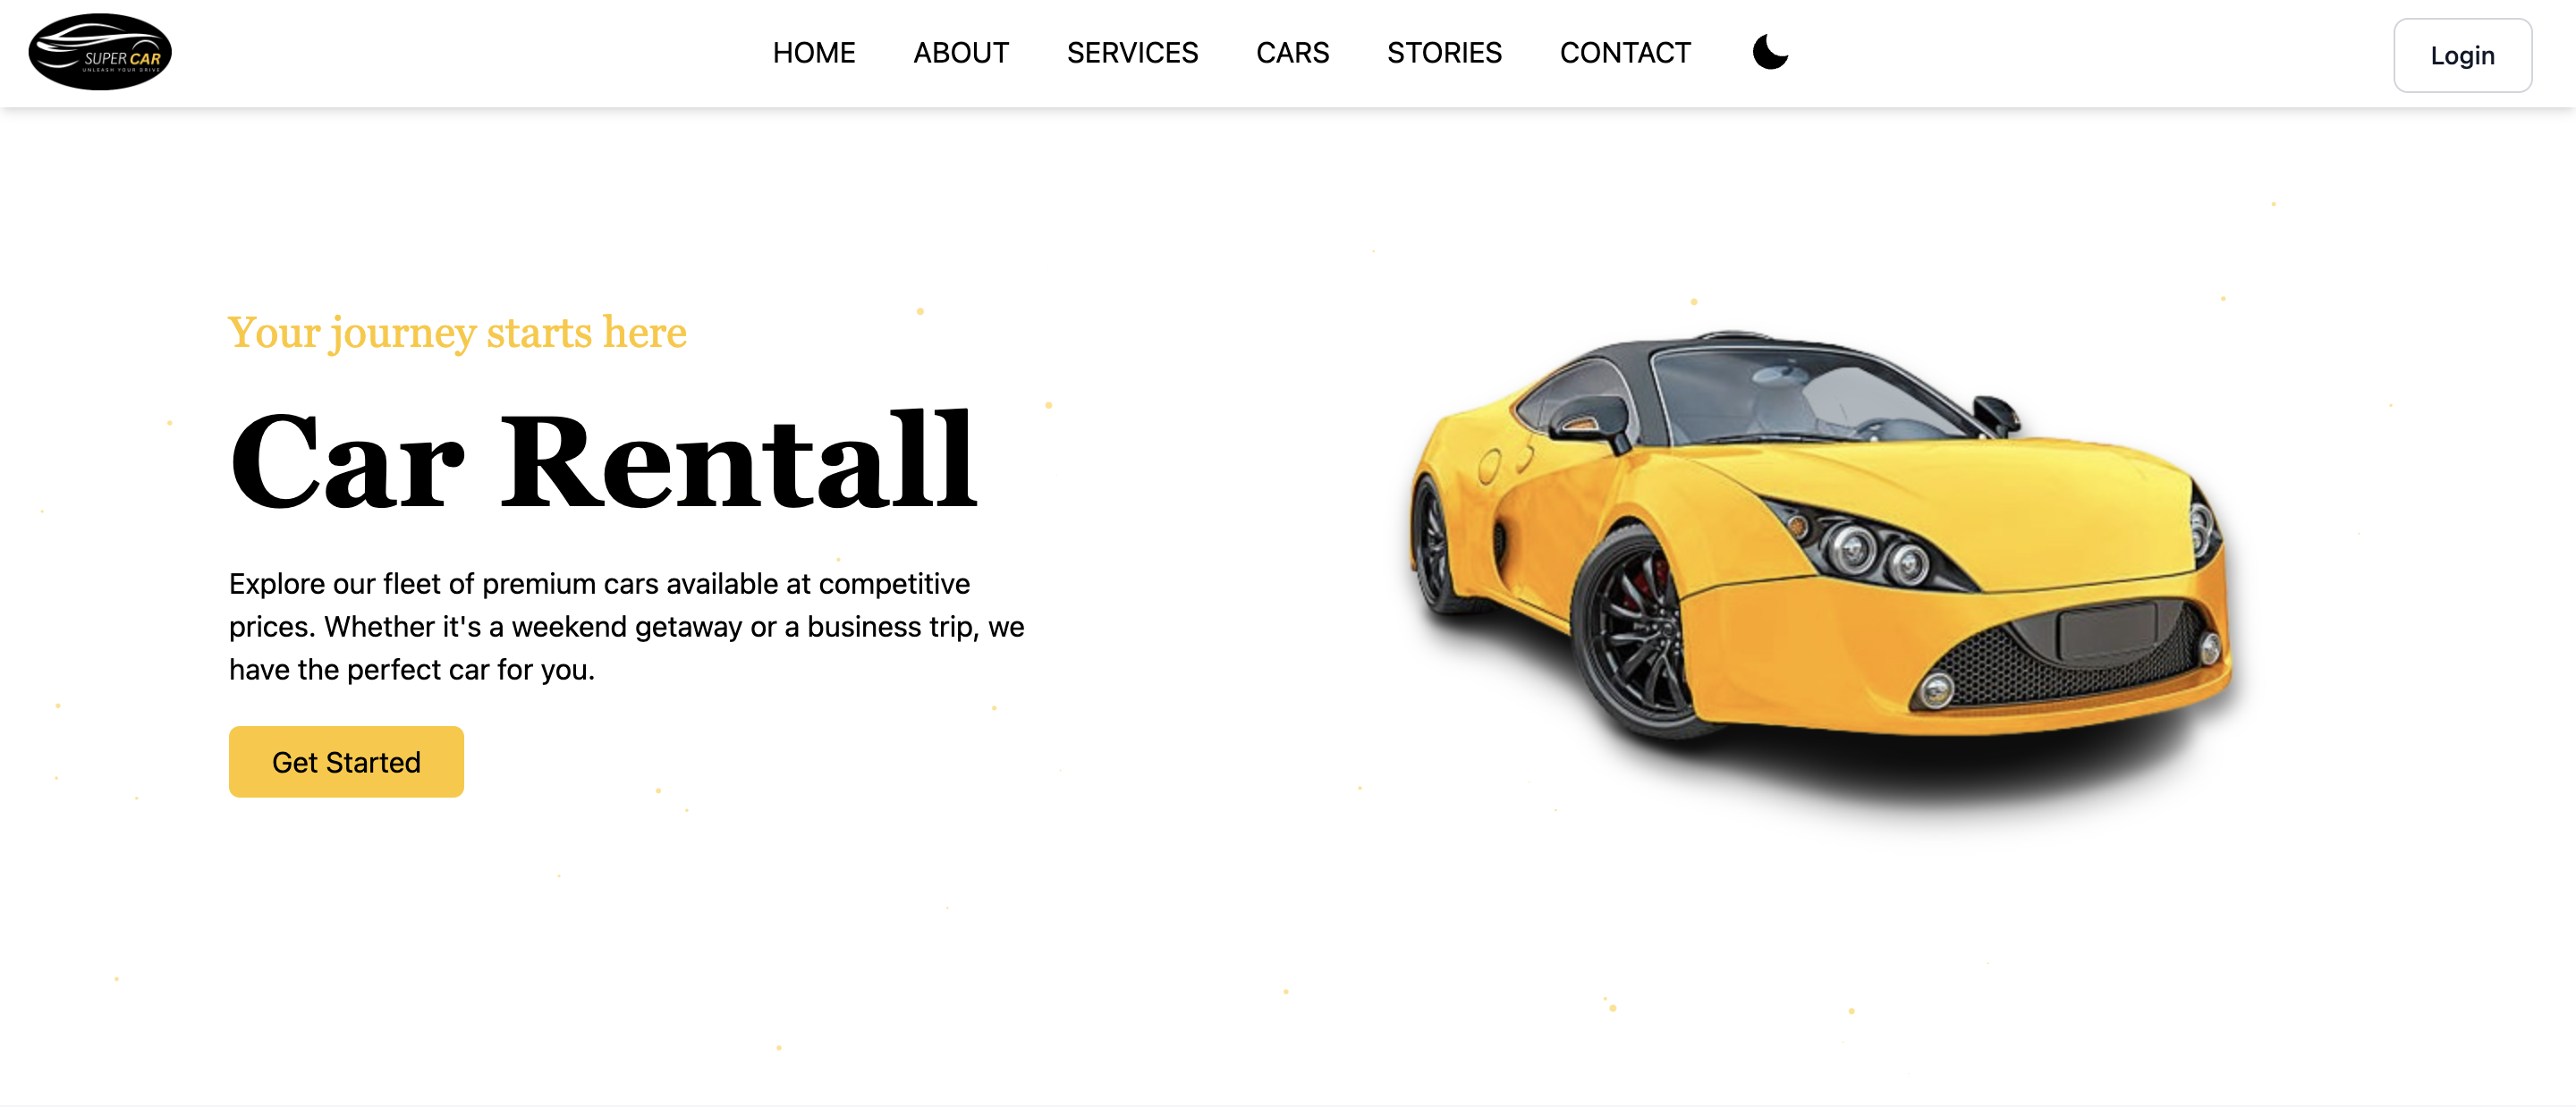 SUPER CAR
UNLEASH YOUR DRIVE
HOME ABOUT SERVICES CARS STORIES CONTACT
Login
Your journey starts here
Car Rentall
Explore our fleet of premium cars available at competitive
prices. Whether it's a weekend getaway or a business trip, we
have the perfect car for you.
Get Started